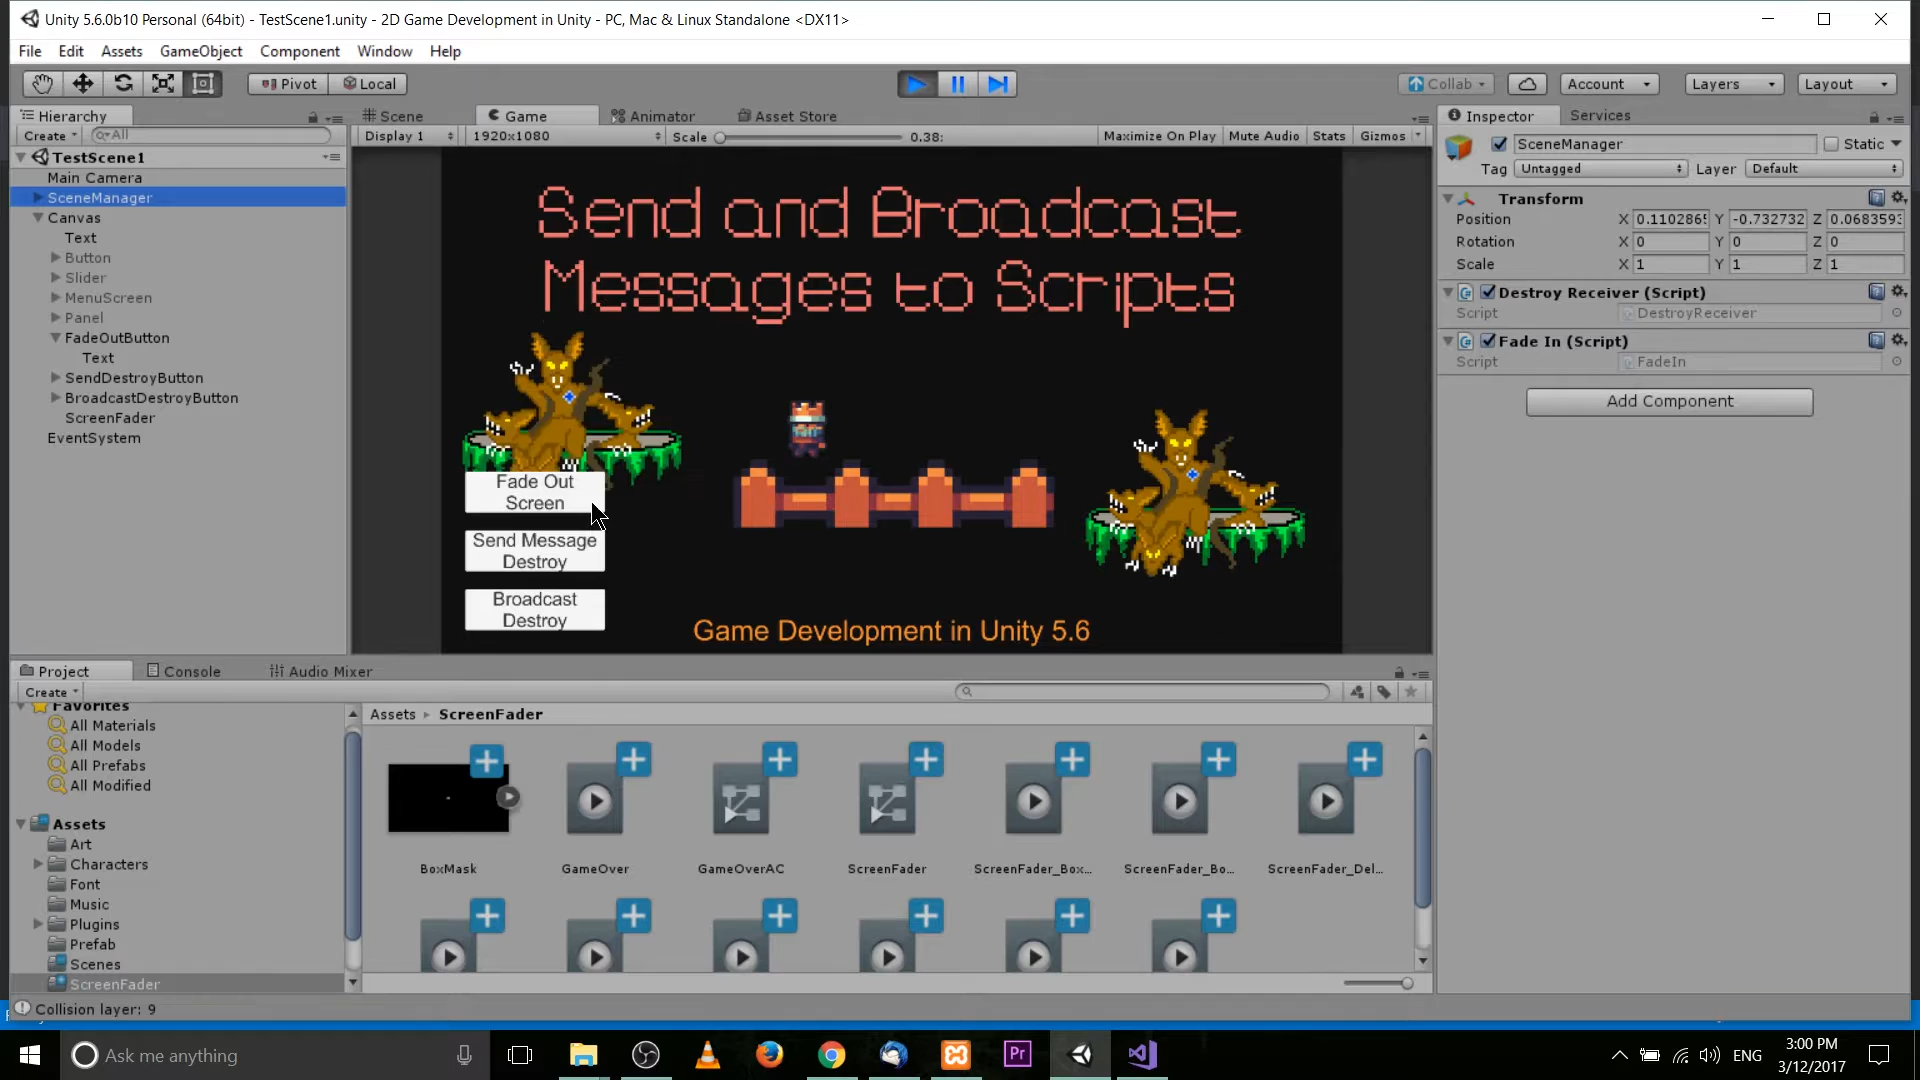 Unity 5.6.0b10 Personal (64bit) - TestScene1.unity - 2D Game Development in Unity - PC, Mac & Linux Standalone <DX11>
File Edit Assets GameObject Component Window Help
Pivot Local Collab Account Layers Layout
Hierarchy
Create All
TestScene1
Main Camera
SceneManager
Canvas
Text
Button
Slider
MenuScreen
Panel
FadeOutButton
Text
SendDestroyButton
BroadcastDestroyButton
ScreenFader
EventSystem
Scene Game Animator Asset Store
Display 1 1920x1080 Scale 0.38: Maximize On Play Mute Audio Stats Gizmos
Send and Broadcast
Messages to Scripts
Fade Out
Screen
Send Message
Destroy
Broadcast
Destroy
Game Development in Unity 5.6
Inspector Services
SceneManager Static
Tag Untagged Layer Default
Transform
Position X 0.1102865 Y -0.732732 Z 0.0683593
Rotation X 0 Y 0 Z 0
Scale X 1 Y 1 Z 1
Destroy Receiver (Script)
Script DestroyReceiver
Fade In (Script)
Script FadeIn
Add Component
Project Console Audio Mixer
Create
Favorites
All Materials
All Models
All Prefabs
All Modified
Assets
Art
Characters
Font
Music
Plugins
Prefab
Scenes
ScreenFader
Assets ScreenFader
BoxMask GameOver GameOverAC ScreenFader ScreenFader_Box... ScreenFader_Bo... ScreenFader_Del...
Collision layer: 9
Ask me anything
Pr
ENG
3:00 PM
3/12/2017